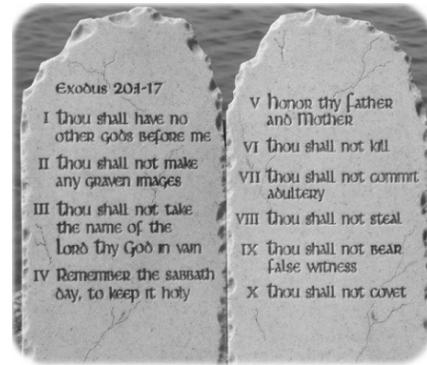 Exodus 20:1-17
I thou shall have no
other gods before me
II thou shall not make
any graven images
III thou shall not take
the name of the
Lord thy God in vain
IV Remember the sabbath
day, to keep it holy
V honor thy father
and mother
VI thou shall not kill
VII thou shall not commit
adultery
VIII thou shall not steal
IX thou shall not bear
false witness
X thou shall not covet